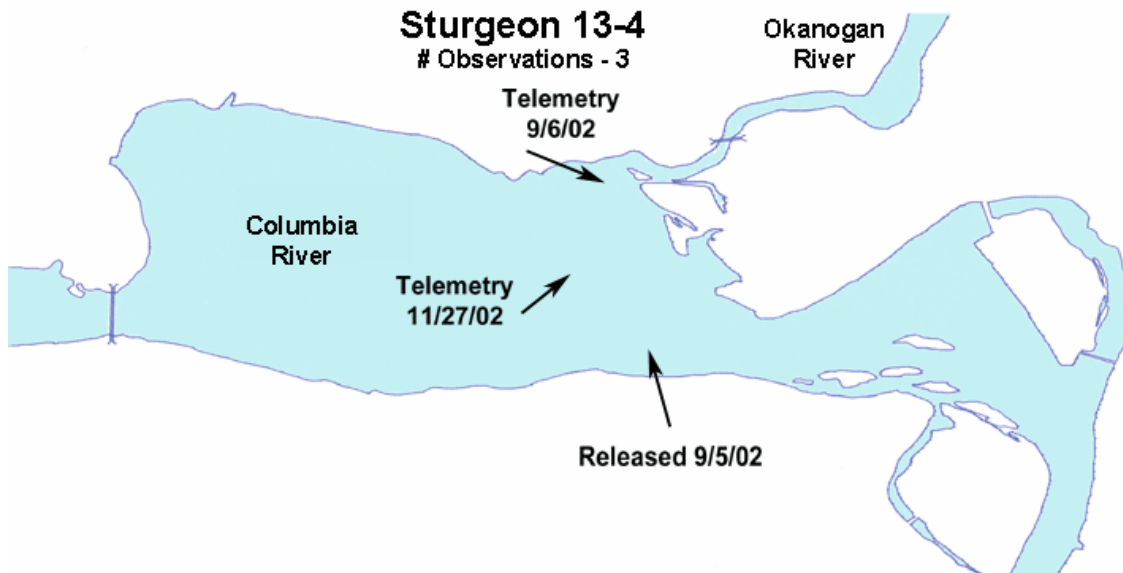 Sturgeon 13-4
# Observations - 3
Okanogan
River
Telemetry
9/6/02
Columbia
River
Telemetry
11/27/02
Released 9/5/02